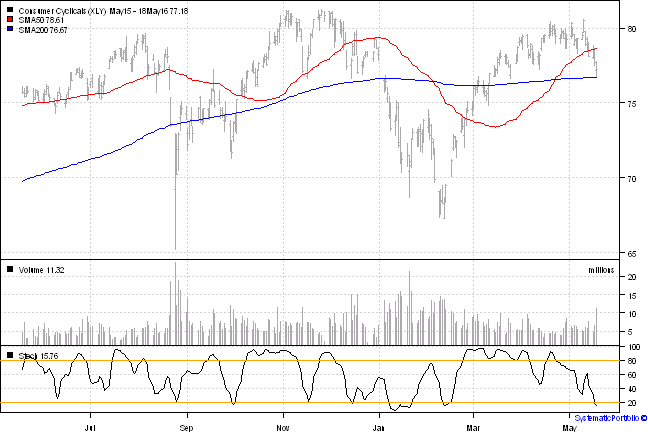 Consumer Cyclicals (XLY) May15 - 18May16 77.18
SMA50 78.61
SMA200 76.67
80
75
70
65
Volume 11.32
millions
20
15
10
5
Stock 15.76
100
80
60
40
20
Jul Sep Nov Jan Mar May
SystematicPortfolio ©